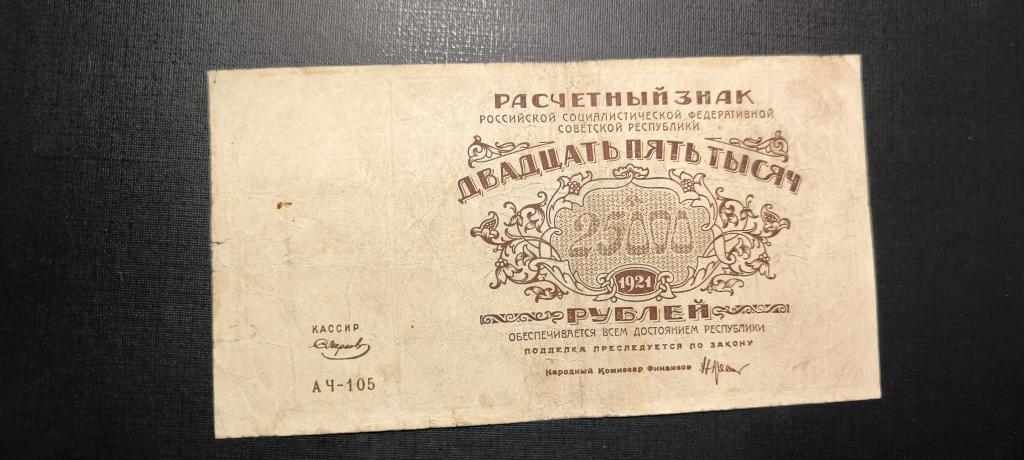 РАСЧЕТНЫЙ ЗНАК
РОССИЙСКОЙ СОЦИАЛИСТИЧЕСКОЙ ФЕДЕРАТИВНОЙ
СОВЕТСКОЙ РЕСПУБЛИКИ
ДВАДЦАТЬ ПЯТЬ ТЫСЯЧ
25000
1921
РУБЛЕЙ
ОБЕСПЕЧИВАЕТСЯ ВСЕМ ДОСТОЯНИЕМ РЕСПУБЛИКИ
ПОДДЕЛКА ПРЕСЛЕДУЕТСЯ ПО ЗАКОНУ
Народный Комиссар Финансов
КАССИР
АЧ-105